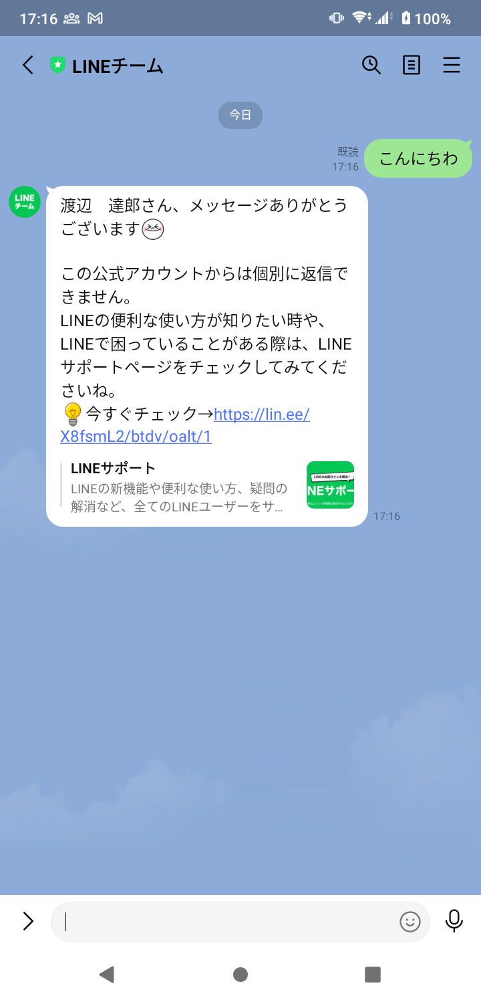 17:16
100%
LINEチーム
今日
こんにちわ
既読
17:16
LINE
チーム
渡辺　達郎さん、メッセージありがとう
ございます
この公式アカウントからは個別に返信で
きません。
LINEの便利な使い方が知りたい時や、
LINEで困っていることがある際は、LINE
サポートページをチェックしてみてくだ
さいね。
今すぐチェック→https://lin.ee/
X8fsmL2/btdv/oalt/1
LINEサポート
LINEの新機能や便利な使い方、疑問の
解消など、全てのLINEユーザーをサ…
LINEのお困りごとを解決！
NEサポー
17:16